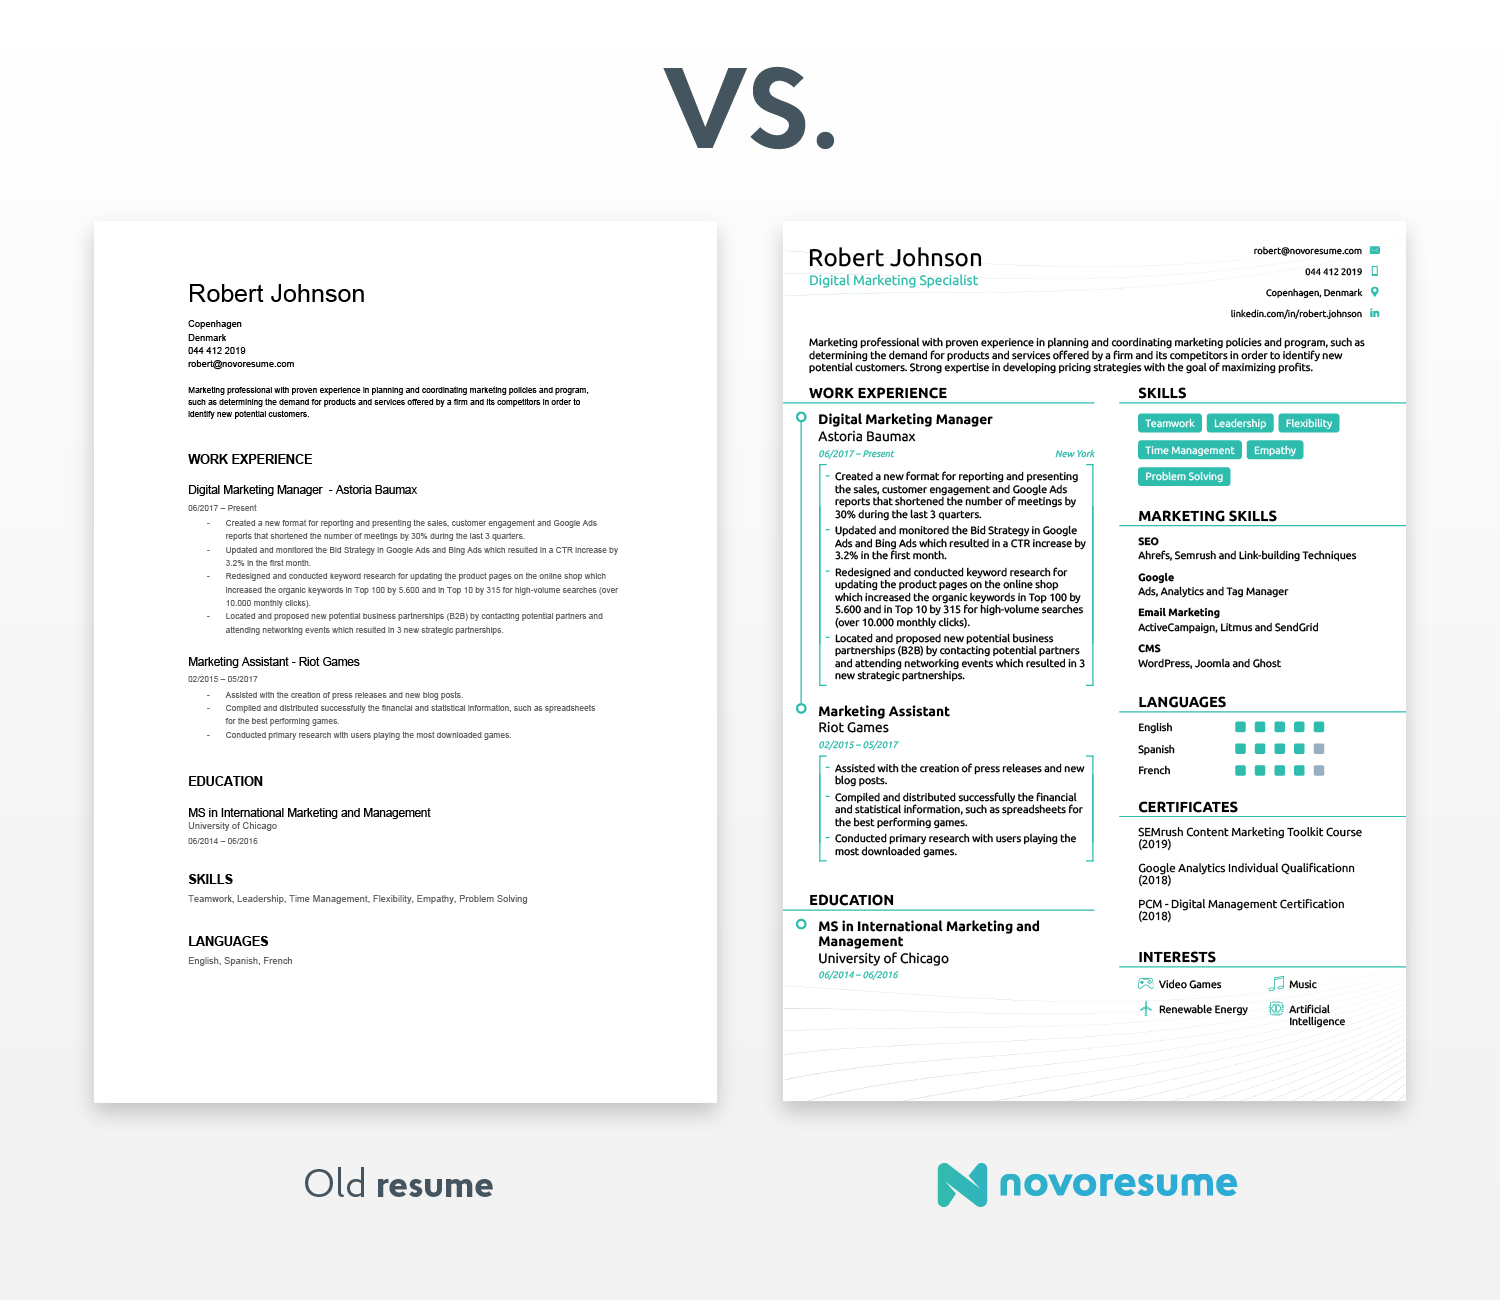 VS.
Robert Johnson
Copenhagen
Denmark
044 412 2019
robert@novoresume.com
Marketing professional with proven experience in planning and coordinating marketing policies and program,
such as determining the demand for products and services offered by a firm and its competitors in order to
identify new potential customers.
WORK EXPERIENCE
Digital Marketing Manager - Astoria Baumax
06/2017 – Present
- Created a new format for reporting and presenting the sales, customer engagement and Google Ads
reports that shortened the number of meetings by 30% during the last 3 quarters.
- Updated and monitored the Bid Strategy in Google Ads and Bing Ads which resulted in a CTR increase by
3.2% in the first month.
- Redesigned and conducted keyword research for updating the product pages on the online shop which
increased the organic keywords in Top 100 by 5.600 and in Top 10 by 315 for high-volume searches (over
10.000 monthly clicks).
- Located and proposed new potential business partnerships (B2B) by contacting potential partners and
attending networking events which resulted in 3 new strategic partnerships.
Marketing Assistant - Riot Games
02/2015 – 05/2017
- Assisted with the creation of press releases and new blog posts.
- Compiled and distributed successfully the financial and statistical information, such as spreadsheets
for the best performing games.
- Conducted primary research with users playing the most downloaded games.
EDUCATION
MS in International Marketing and Management
University of Chicago
06/2014 – 06/2016
SKILLS
Teamwork, Leadership, Time Management, Flexibility, Empathy, Problem Solving
LANGUAGES
English, Spanish, French
Old resume
Robert Johnson
Digital Marketing Specialist
robert@novoresume.com
044 412 2019
Copenhagen, Denmark
linkedin.com/in/robert.johnson
Marketing professional with proven experience in planning and coordinating marketing policies and program, such as
determining the demand for products and services offered by a firm and its competitors in order to identify new
potential customers. Strong expertise in developing pricing strategies with the goal of maximizing profits.
WORK EXPERIENCE
Digital Marketing Manager
Astoria Baumax
06/2017 – Present New York
- Created a new format for reporting and presenting
the sales, customer engagement and Google Ads
reports that shortened the number of meetings by
30% during the last 3 quarters.
- Updated and monitored the Bid Strategy in Google
Ads and Bing Ads which resulted in a CTR increase by
3.2% in the first month.
- Redesigned and conducted keyword research for
updating the product pages on the online shop
which increased the organic keywords in Top 100 by
5.600 and in Top 10 by 315 for high-volume searches
(over 10.000 monthly clicks).
- Located and proposed new potential business
partnerships (B2B) by contacting potential partners
and attending networking events which resulted in 3
new strategic partnerships.
Marketing Assistant
Riot Games
02/2015 – 05/2017
- Assisted with the creation of press releases and new
blog posts.
- Compiled and distributed successfully the financial
and statistical information, such as spreadsheets for
the best performing games.
- Conducted primary research with users playing the
most downloaded games.
EDUCATION
MS in International Marketing and
Management
University of Chicago
06/2014 – 06/2016
SKILLS
Teamwork Leadership Flexibility
Time Management Empathy
Problem Solving
MARKETING SKILLS
SEO
Ahrefs, Semrush and Link-building Techniques
Google
Ads, Analytics and Tag Manager
Email Marketing
ActiveCampaign, Litmus and SendGrid
CMS
WordPress, Joomla and Ghost
LANGUAGES
English
Spanish
French
CERTIFICATES
SEMrush Content Marketing Toolkit Course
(2019)
Google Analytics Individual Qualificationn
(2018)
PCM - Digital Management Certification
(2018)
INTERESTS
Video Games Music
Renewable Energy Artificial
Intelligence
novoresume